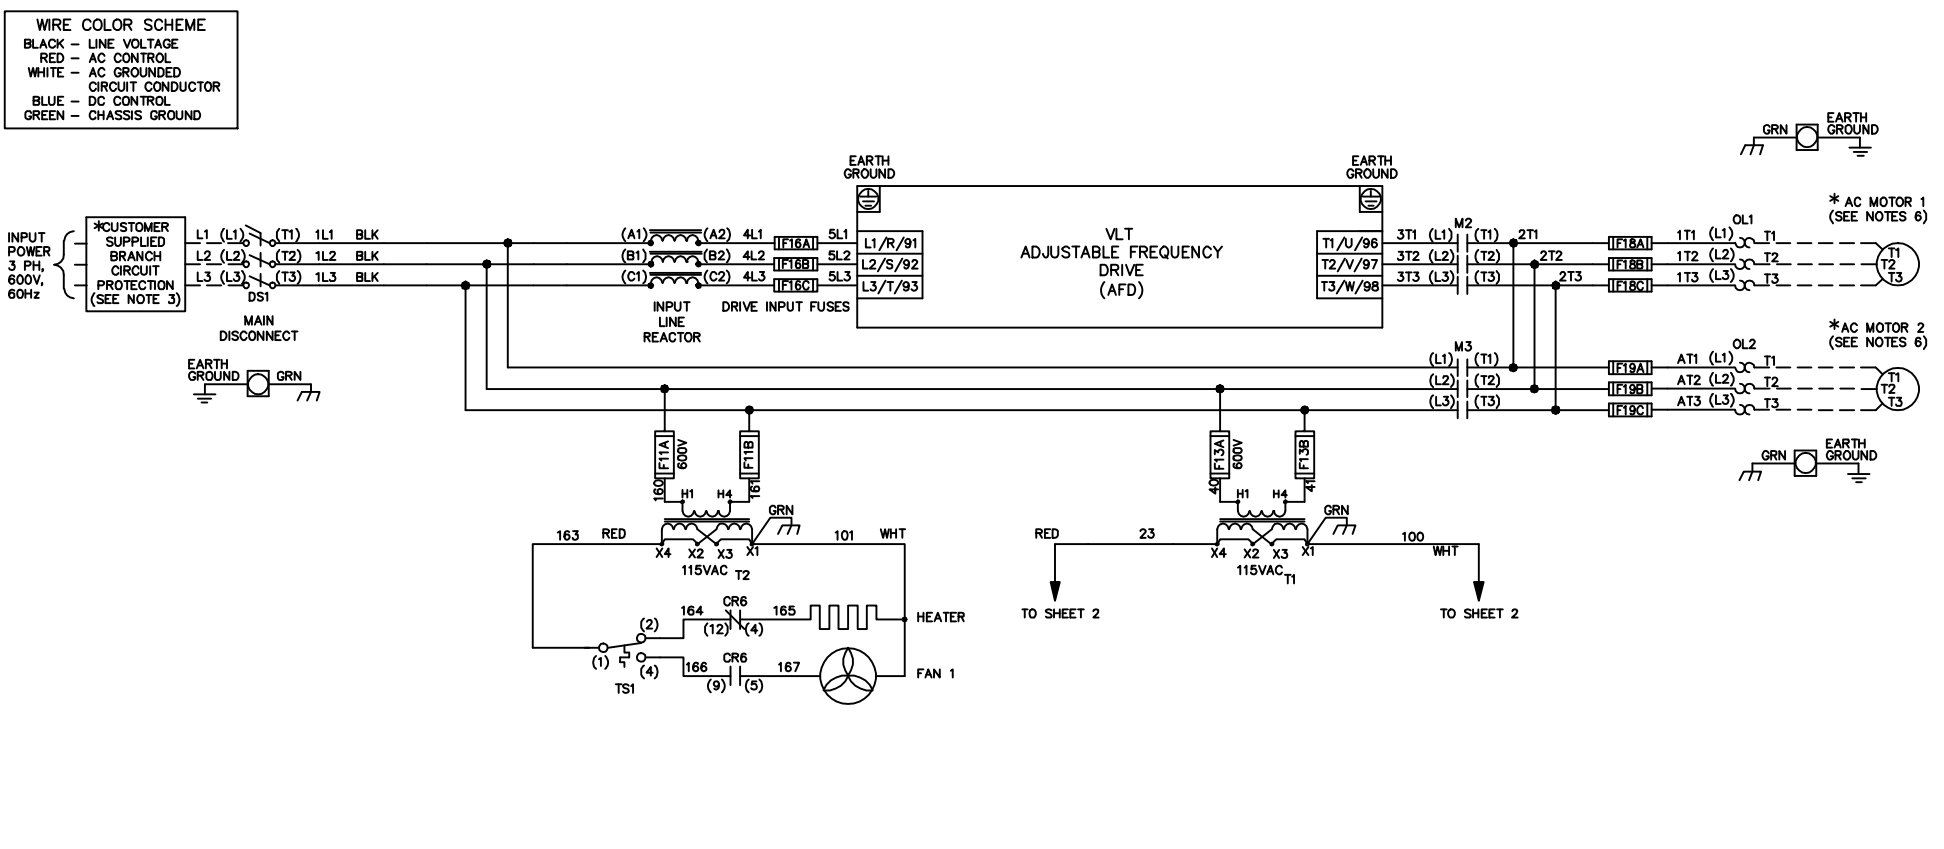 WIRE COLOR SCHEME
BLACK – LINE VOLTAGE
RED – AC CONTROL
WHITE – AC GROUNDED
CIRCUIT CONDUCTOR
BLUE – DC CONTROL
GREEN – CHASSIS GROUND
GRN
EARTH
GROUND
EARTH
GROUND
EARTH
GROUND
INPUT
POWER
3 PH,
600V,
60Hz
*CUSTOMER
SUPPLIED
BRANCH
CIRCUIT
PROTECTION
(SEE NOTE 3)
L1 (L1) (T1) 1L1 BLK
L2 (L2) (T2) 1L2 BLK
L3 (L3) (T3) 1L3 BLK
DS1
MAIN
DISCONNECT
(A1) (A2) 4L1 F16A 5L1 L1/R/91
(B1) (B2) 4L2 F16B 5L2 L2/S/92
(C1) (C2) 4L3 F16C 5L3 L3/T/93
INPUT
LINE
REACTOR
DRIVE INPUT FUSES
VLT
ADJUSTABLE FREQUENCY
DRIVE
(AFD)
M2
T1/U/96 3T1 (L1) (T1) 2T1 F18A 1T1 (L1) T1
T2/V/97 3T2 (L2) (T2) 2T2 F18B 1T2 (L2) T2
T3/W/98 3T3 (L3) (T3) 2T3 F18C 1T3 (L3) T3
OL1
* AC MOTOR 1
(SEE NOTES 6)
T1
T2
T3
M3
(L1) (T1) F19A AT1 (L1) T1
(L2) (T2) F19B AT2 (L2) T2
(L3) (T3) F19C AT3 (L3) T3
OL2
*AC MOTOR 2
(SEE NOTES 6)
T1
T2
T3
EARTH
GROUND
GRN
GRN
EARTH
GROUND
F11A
600V
F11B
160
161
H1 H4
GRN
163 RED
X4 X2 X3 X1
101 WHT
115VAC T2
F13A
600V
F13B
40
41
H1 H4
GRN
RED 23
X4 X2 X3 X1
100
WHT
115VAC T1
TO SHEET 2
TO SHEET 2
CR6
164 (12) (4) 165
HEATER
(2)
(1)
(4)
TS1
CR6
166 (9) (5) 167
FAN 1